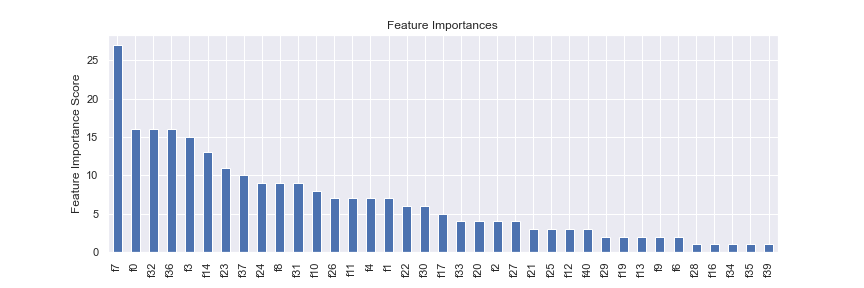 Feature Importances
Feature Importance Score
25
20
15
10
5
0
f7 f0 f32 f36 f3 f14 f23 f37 f24 f8 f31 f10 f26 f11 f4 f1 f22 f30 f17 f33 f20 f2 f27 f21 f25 f12 f40 f29 f19 f13 f9 f6 f28 f16 f34 f35 f39